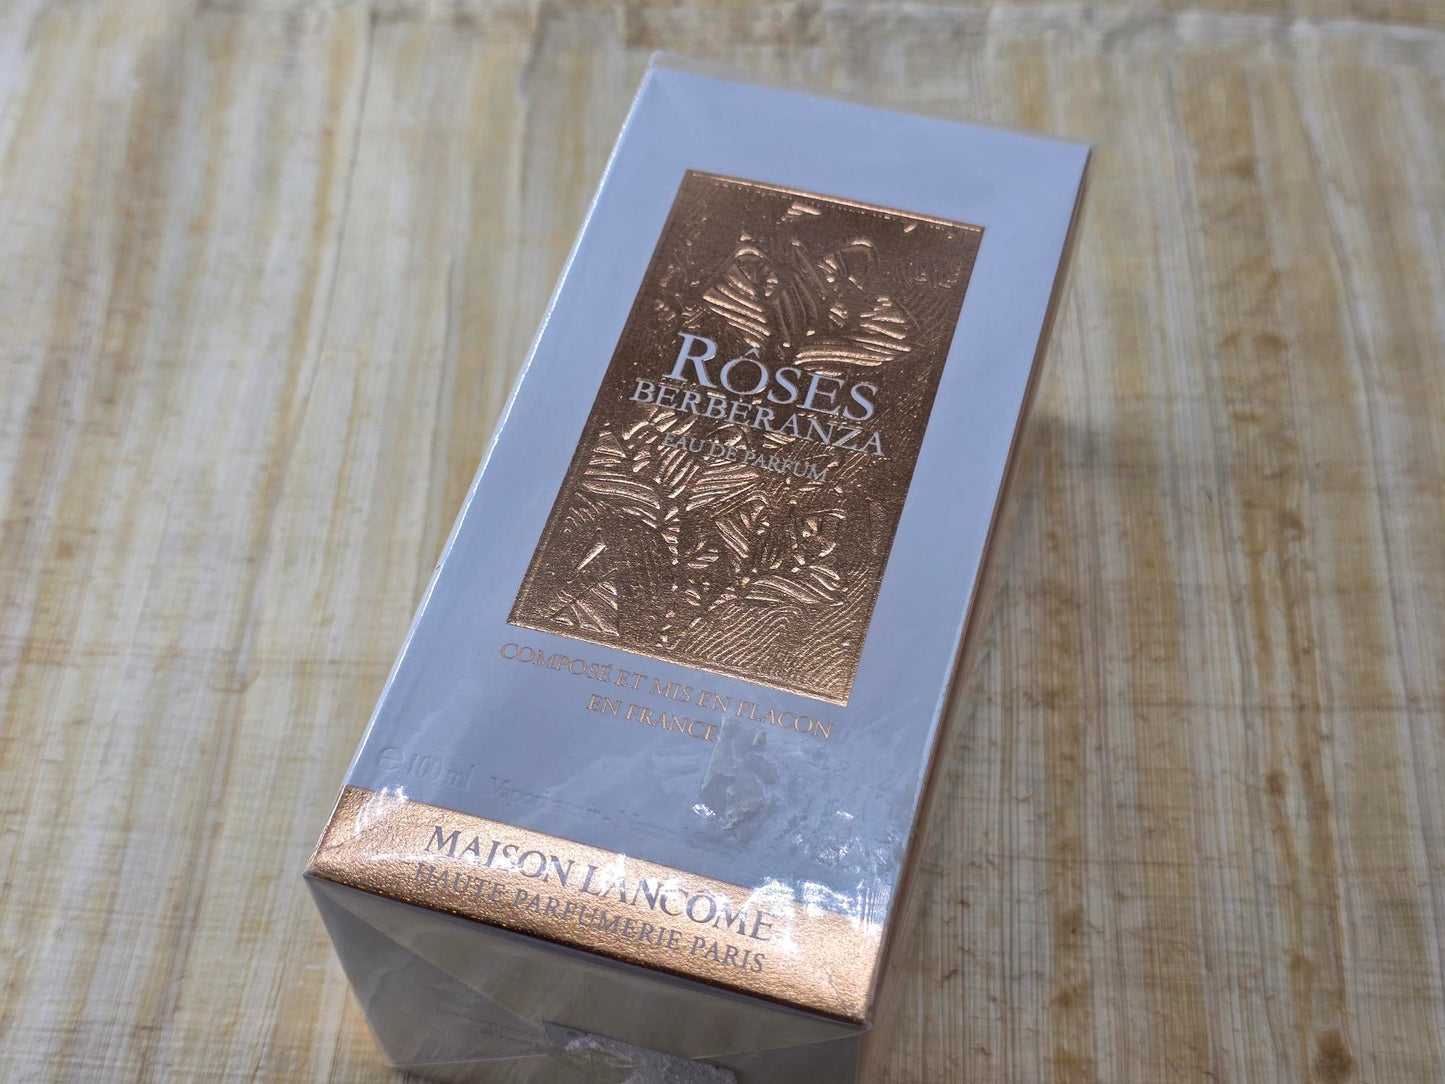 RÔSES
BERBERANZA
EAU DE PARFUM
COMPOSÉ ET MIS EN FLACON
EN FRANCE
℮ 100 ml
MAISON LANCÔME
HAUTE PARFUMERIE PARIS